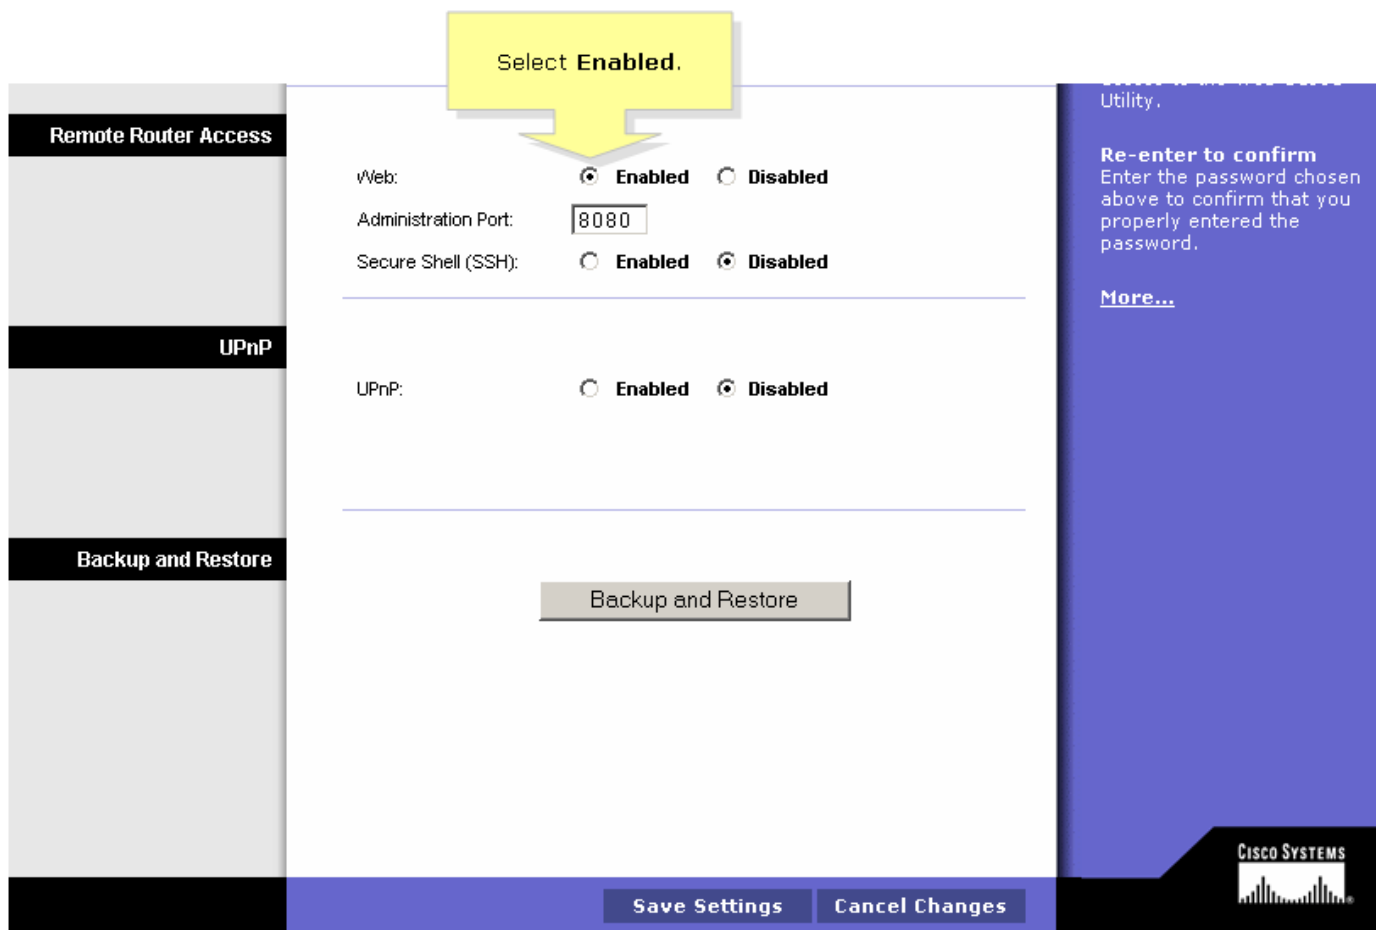 Select Enabled.
Utility.
Remote Router Access
Re-enter to confirm
Enter the password chosen
above to confirm that you
properly entered the
password.
More...
Web: Enabled Disabled
Administration Port: 8080
Secure Shell (SSH): Enabled Disabled
UPnP
UPnP: Enabled Disabled
Backup and Restore
Backup and Restore
CISCO SYSTEMS
Save Settings Cancel Changes